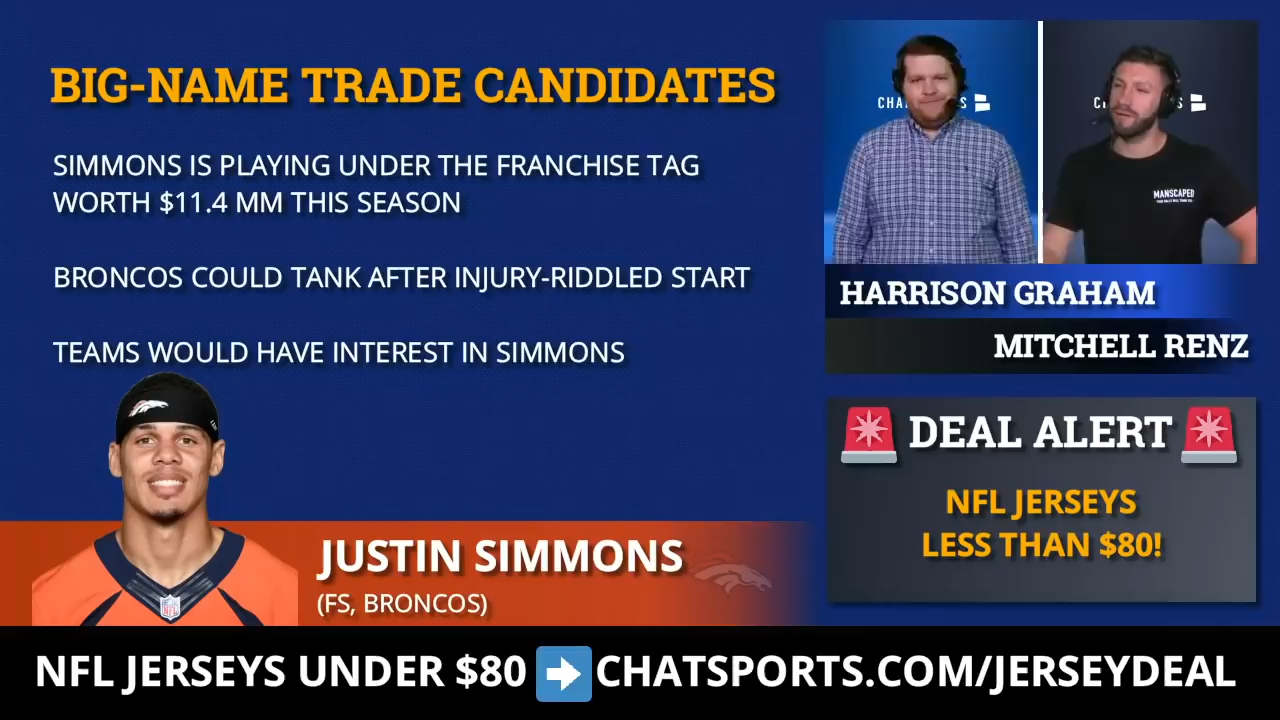 BIG-NAME TRADE CANDIDATES
SIMMONS IS PLAYING UNDER THE FRANCHISE TAG
WORTH $11.4 MM THIS SEASON
BRONCOS COULD TANK AFTER INJURY-RIDDLED START
TEAMS WOULD HAVE INTEREST IN SIMMONS
JUSTIN SIMMONS
(FS, BRONCOS)
MANSCAPED
HARRISON GRAHAM
MITCHELL RENZ
DEAL ALERT
NFL JERSEYS
LESS THAN $80!
NFL JERSEYS UNDER $80 ➡ CHATSPORTS.COM/JERSEYDEAL